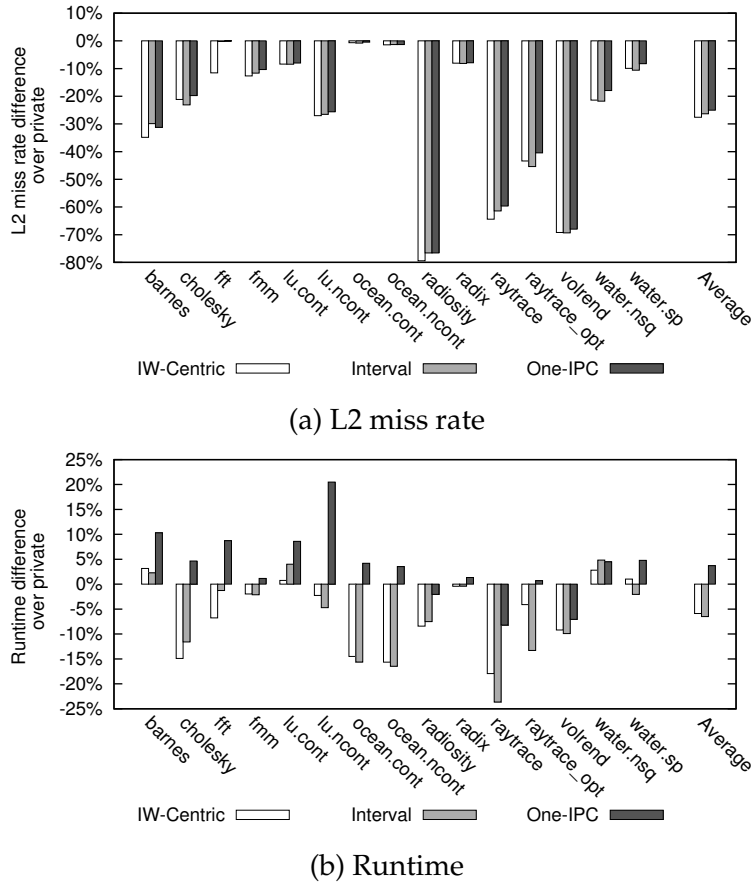 10%
0%
-10%
-20%
-30%
-40%
-50%
-60%
-70%
-80%
L2 miss rate difference
over private
barnes
cholesky
fft
fmm
lu.cont
lu.ncont
ocean.cont
ocean.ncont
radiosity
radix
raytrace
raytrace_opt
volrend
water.nsq
water.sp
Average
IW-Centric Interval One-IPC
(a) L2 miss rate
25%
20%
15%
10%
5%
0%
-5%
-10%
-15%
-20%
-25%
Runtime difference
over private
barnes
cholesky
fft
fmm
lu.cont
lu.ncont
ocean.cont
ocean.ncont
radiosity
radix
raytrace
raytrace_opt
volrend
water.nsq
water.sp
Average
IW-Centric Interval One-IPC
(b) Runtime